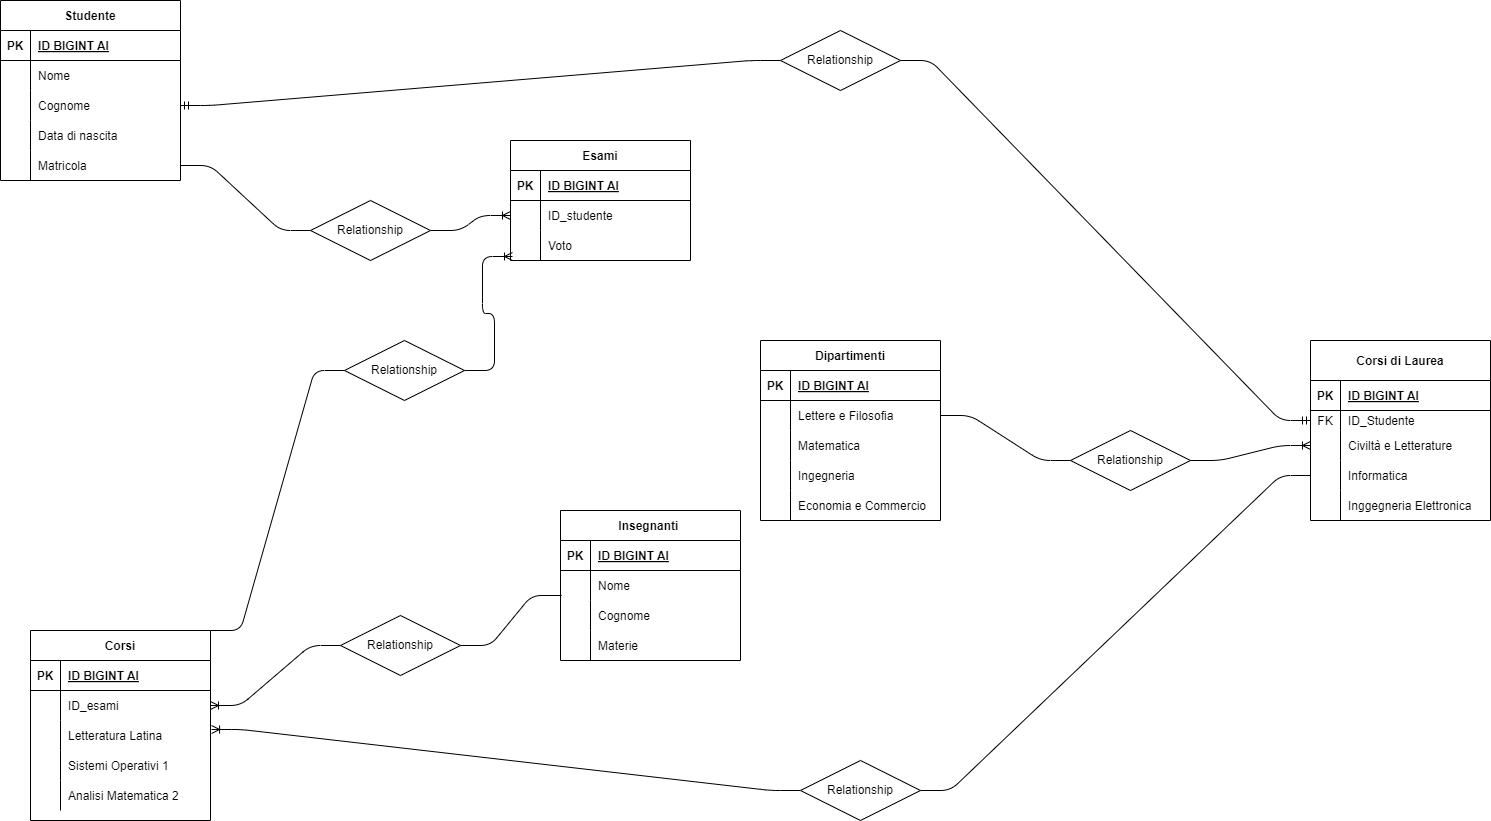 Studente
PK ID BIGINT AI
Nome
Cognome
Data di nascita
Matricola
Relationship
Esami
PK ID BIGINT AI
ID_studente
Voto
Relationship
Relationship
Dipartimenti
PK ID BIGINT AI
Lettere e Filosofia
Matematica
Ingegneria
Economia e Commercio
Relationship
Corsi di Laurea
PK ID BIGINT AI
FK ID_Studente
Civiltà e Letterature
Informatica
Inggegneria Elettronica
Insegnanti
PK ID BIGINT AI
Nome
Cognome
Materie
Relationship
Corsi
PK ID BIGINT AI
ID_esami
Letteratura Latina
Sistemi Operativi 1
Analisi Matematica 2
Relationship